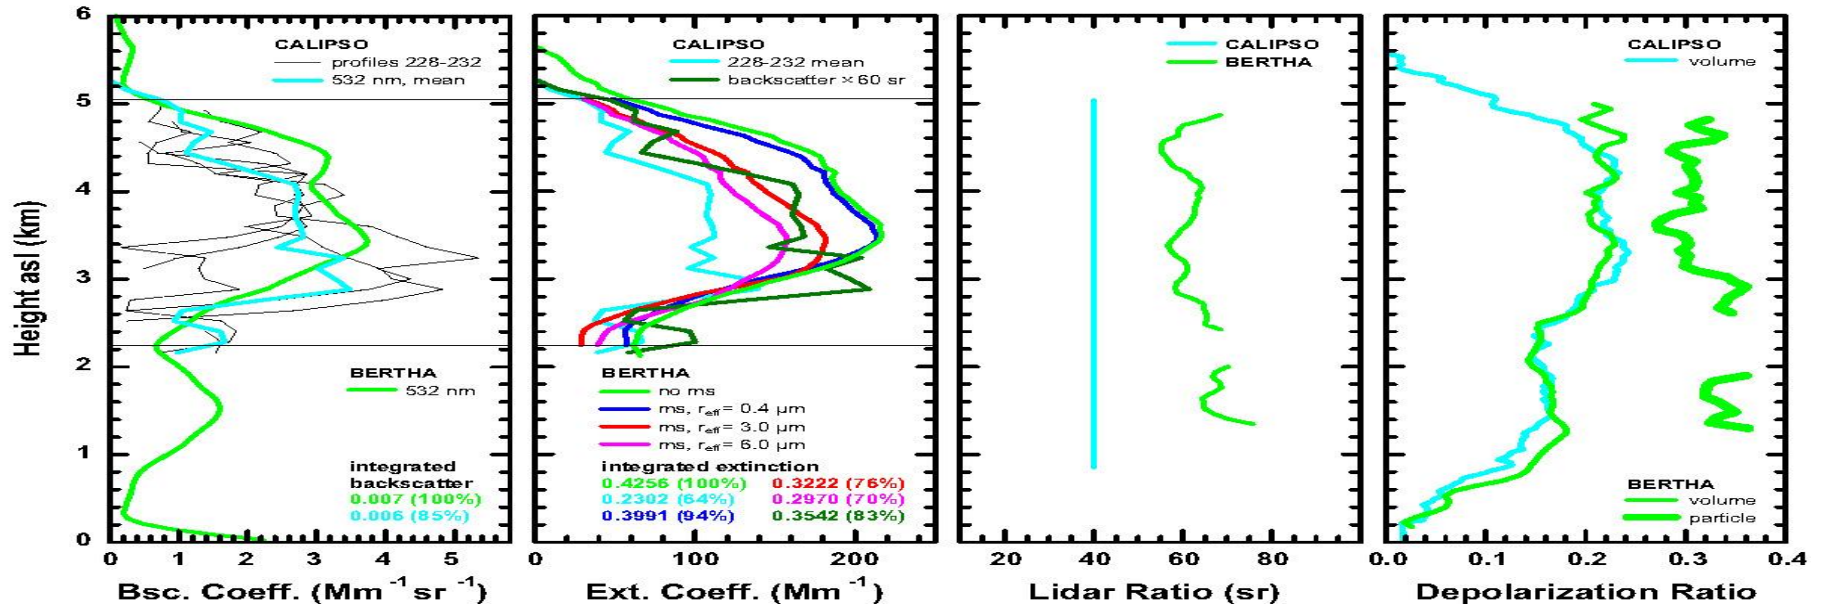 Height asl (km)
6
5
4
3
2
1
0
CALIPSO
profiles 228-232
532 nm, mean
BERTHA
532 nm
integrated
backscatter
0.007 (100%)
0.006 (85%)
0 1 2 3 4 5
Bsc. Coeff. (Mm⁻¹ sr⁻¹)
CALIPSO
228-232 mean
backscatter × 60 sr
BERTHA
no ms
ms, r_eff = 0.4 µm
ms, r_eff = 3.0 µm
ms, r_eff = 6.0 µm
integrated extinction
0.4256 (100%) 0.3222 (76%)
0.2302 (64%) 0.2970 (70%)
0.3991 (94%) 0.3542 (83%)
0 100 200
Ext. Coeff. (Mm⁻¹)
CALIPSO
BERTHA
20 40 60 80
Lidar Ratio (sr)
CALIPSO
volume
BERTHA
volume
particle
0.0 0.1 0.2 0.3 0.4
Depolarization Ratio